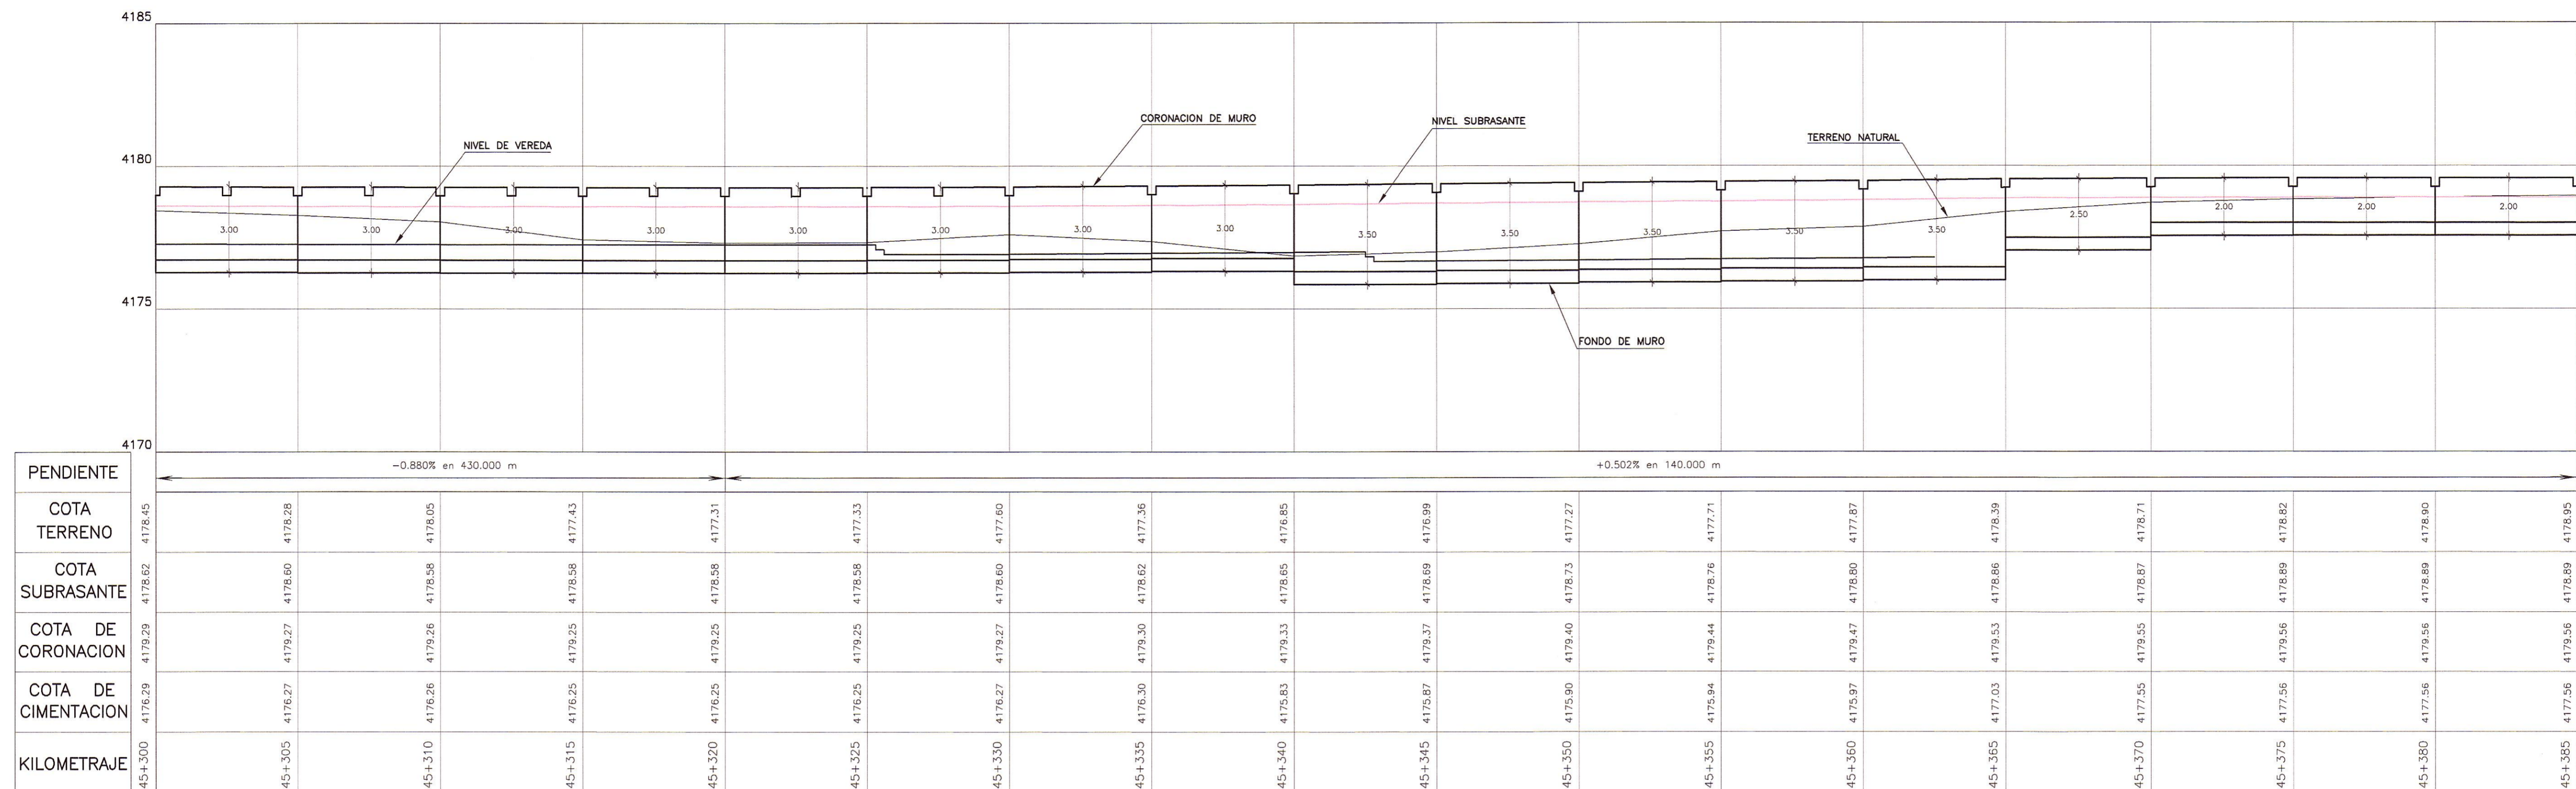 4185
4180
4175
4170
NIVEL DE VEREDA
CORONACION DE MURO
NIVEL SUBRASANTE
TERRENO NATURAL
FONDO DE MURO
3.00 3.00 3.00 3.00 3.00 3.00 3.00 3.00 3.50 3.50 3.50 3.50 3.50 2.50 2.00 2.00 2.00
PENDIENTE -0.880% en 430.000 m +0.502% en 140.000 m
COTA
TERRENO
4178.45 4178.28 4178.05 4177.43 4177.31 4177.33 4177.60 4177.36 4176.85 4176.99 4177.27 4177.71 4177.87 4178.39 4178.71 4178.82 4178.90 4178.95
COTA
SUBRASANTE
4178.62 4178.60 4178.58 4178.58 4178.58 4178.58 4178.60 4178.62 4178.65 4178.69 4178.73 4178.76 4178.80 4178.86 4178.87 4178.89 4178.89 4178.89
COTA DE
CORONACION
4179.29 4179.27 4179.26 4179.25 4179.25 4179.25 4179.27 4179.30 4179.33 4179.37 4179.40 4179.44 4179.47 4179.53 4179.55 4179.56 4179.56 4179.56
COTA DE
CIMENTACION
4176.29 4176.27 4176.26 4176.25 4176.25 4176.25 4176.27 4176.30 4175.83 4175.87 4175.90 4175.94 4175.97 4177.03 4177.55 4177.56 4177.56 4177.56
KILOMETRAJE
45+300 45+305 45+310 45+315 45+320 45+325 45+330 45+335 45+340 45+345 45+350 45+355 45+360 45+365 45+370 45+375 45+380 45+385